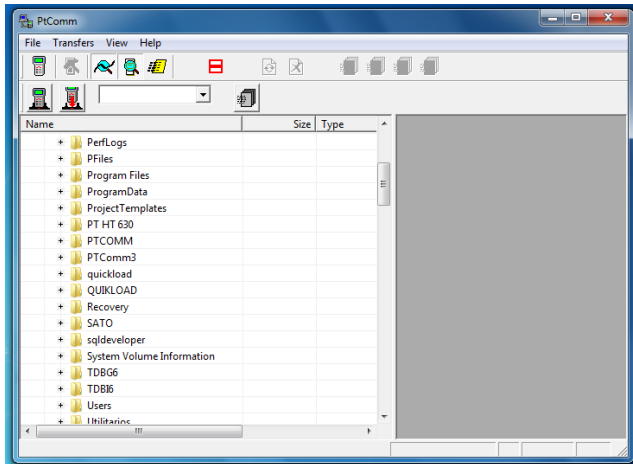 PtComm
File Transfers View Help
Name Size Type
PerfLogs
PFiles
Program Files
ProgramData
ProjectTemplates
PT HT 630
PTCOMM
PTComm3
quickload
QUIKLOAD
Recovery
SATO
sqldeveloper
System Volume Information
TDBG6
TDBI6
Users
Utilitarios